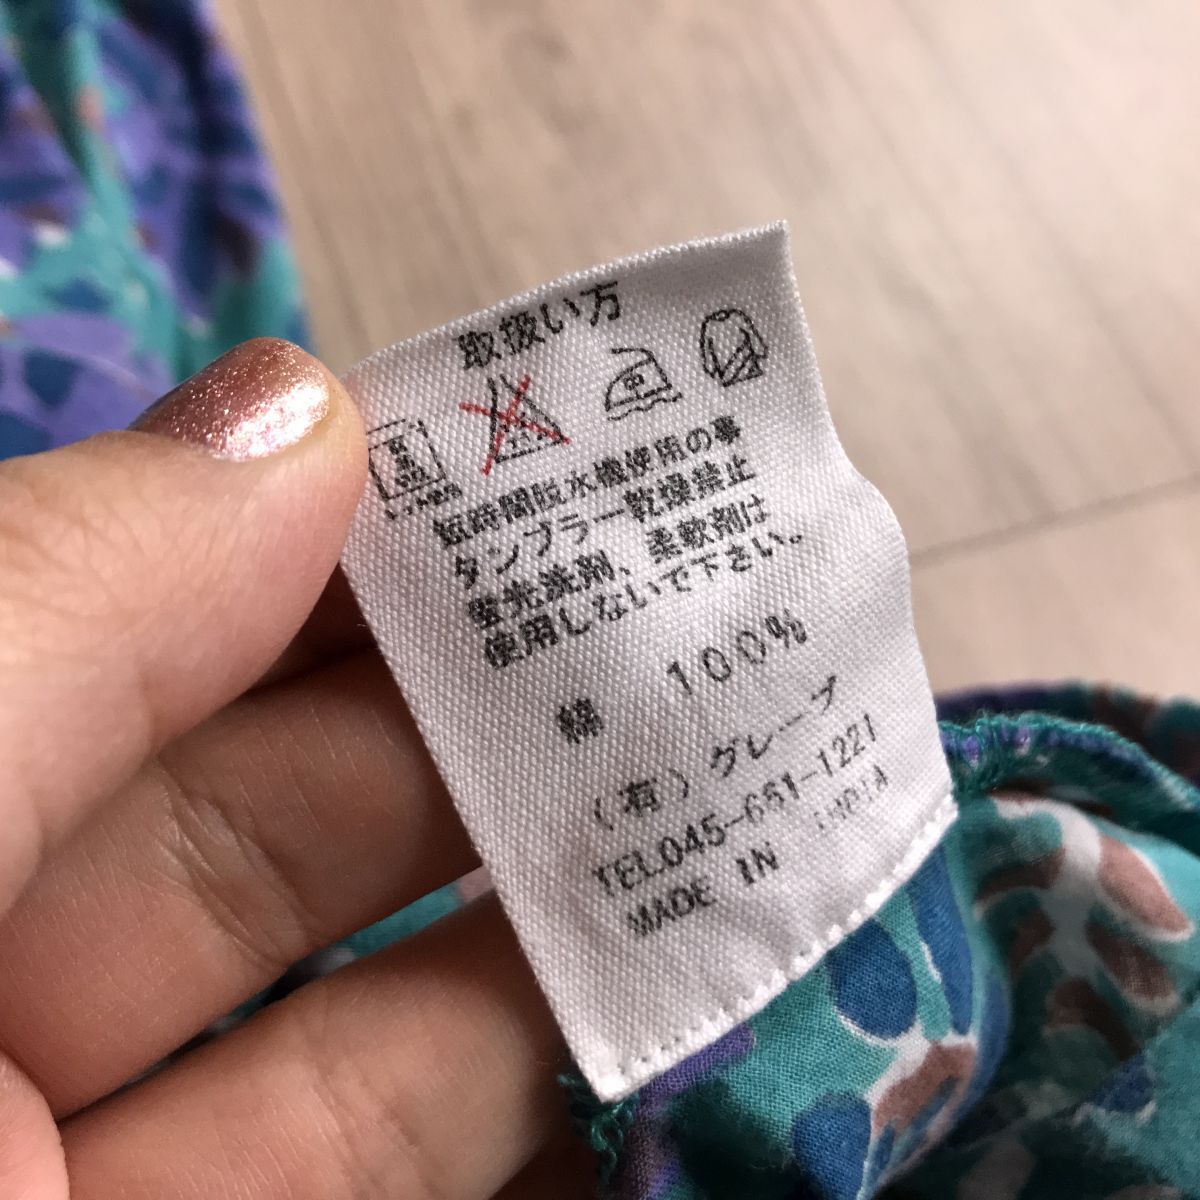 取扱い方
短時間脱水機使用の事
タンブラー乾燥禁止
蛍光洗剤、柔軟剤は
使用しないで下さい。
綿 100%
(有)グレープ
TEL045-661-1221
MADE IN INDIA